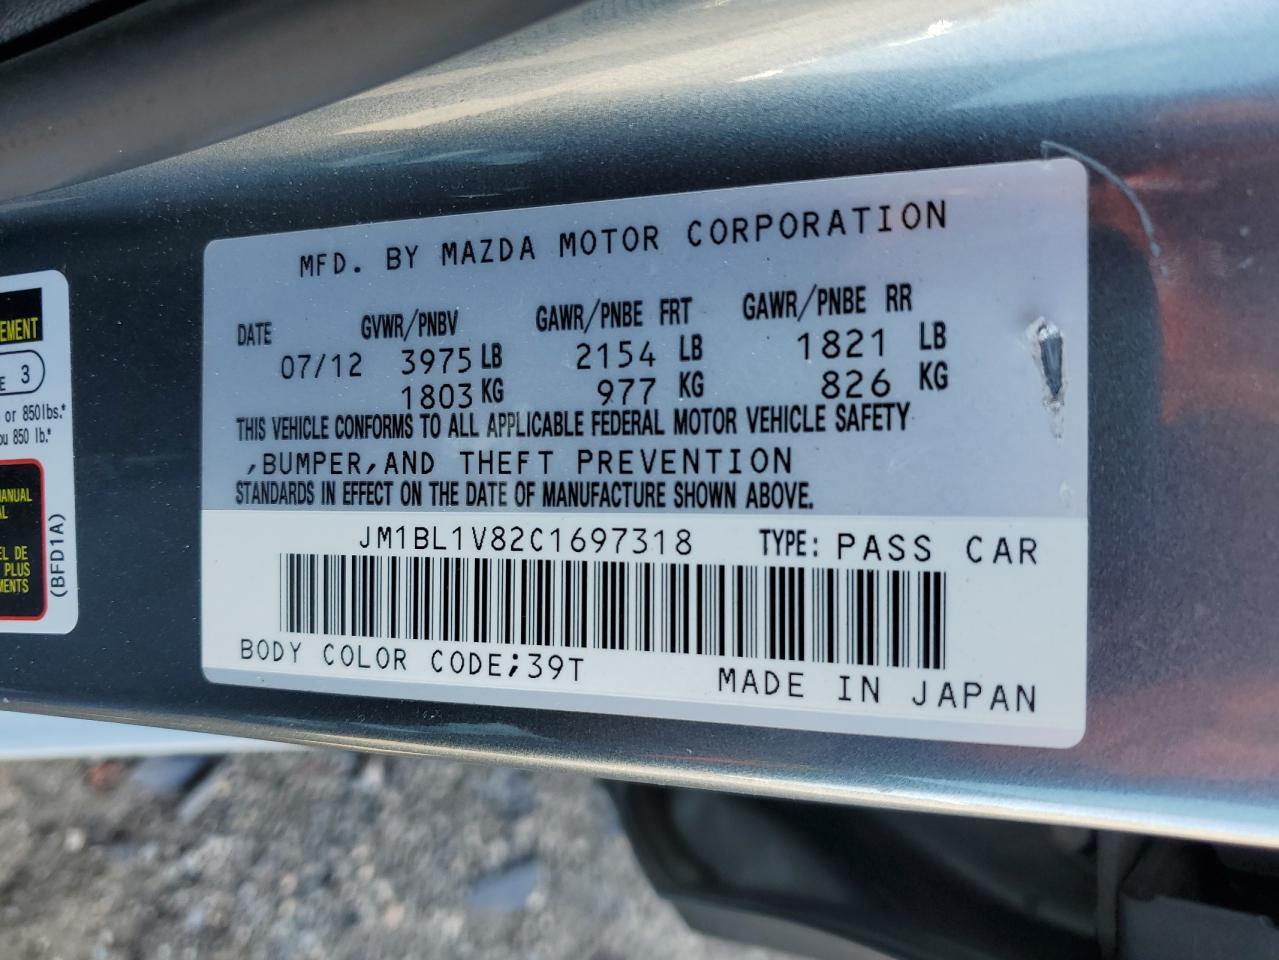 EMENT
E 3
or 850lbs.*
ou 850 lb.*
MANUAL
AL
EL DE
PLUS
MENTS
(BFD1A)
MFD. BY MAZDA MOTOR CORPORATION
DATE GVWR/PNBV GAWR/PNBE FRT GAWR/PNBE RR
07/12 3975 LB 2154 LB 1821 LB
1803 KG 977 KG 826 KG
THIS VEHICLE CONFORMS TO ALL APPLICABLE FEDERAL MOTOR VEHICLE SAFETY
,BUMPER,AND THEFT PREVENTION
STANDARDS IN EFFECT ON THE DATE OF MANUFACTURE SHOWN ABOVE.
JM1BL1V82C1697318 TYPE: PASS CAR
BODY COLOR CODE;39T
MADE IN JAPAN